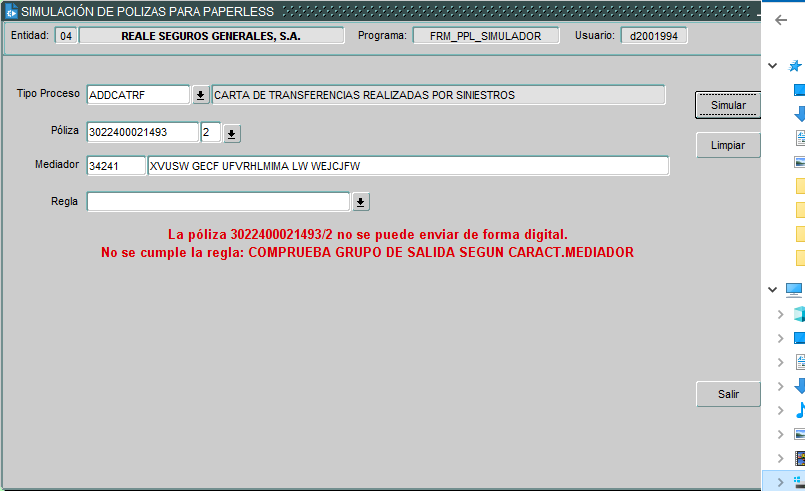 SIMULACIÓN DE POLIZAS PARA PAPERLESS
Entidad: 04 REALE SEGUROS GENERALES, S.A. Programa: FRM_PPL_SIMULADOR Usuario: d2001994
Tipo Proceso ADDCATRF CARTA DE TRANSFERENCIAS REALIZADAS POR SINIESTROS
Simular
Póliza 3022400021493 2
Limpiar
Mediador 34241 XVUSW GECF UFVRHLMIMA LW WEJCJFW
Regla
La póliza 3022400021493/2 no se puede enviar de forma digital.
No se cumple la regla: COMPRUEBA GRUPO DE SALIDA SEGUN CARACT.MEDIADOR
Salir